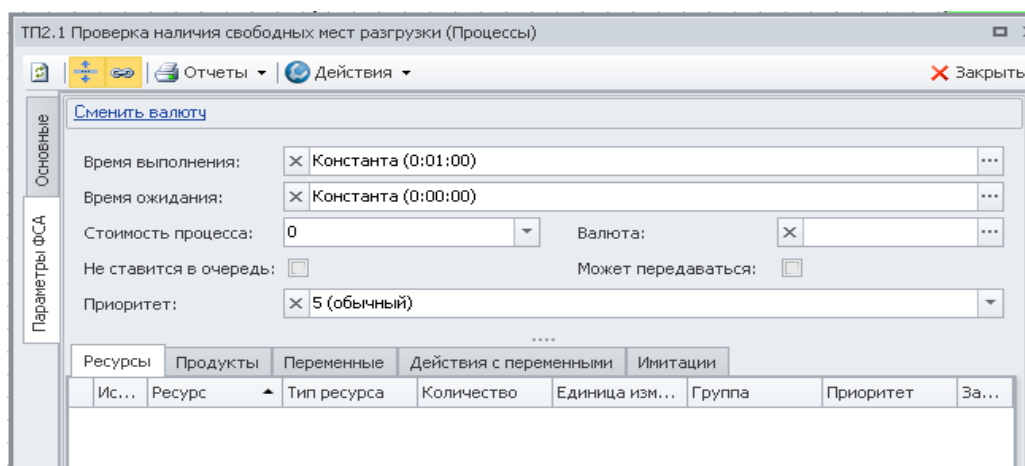 ТП2.1 Проверка наличия свободных мест разгрузки (Процессы)
Отчеты Действия Закрыть
Основные
Параметры ФСА
Сменить валюту
Время выполнения: Константа (0:01:00)
Время ожидания: Константа (0:00:00)
Стоимость процесса: 0 Валюта:
Не ставится в очередь: Может передаваться:
Приоритет: 5 (обычный)
Ресурсы Продукты Переменные Действия с переменными Имитации
Ис... Ресурс Тип ресурса Количество Единица изм... Группа Приоритет За...